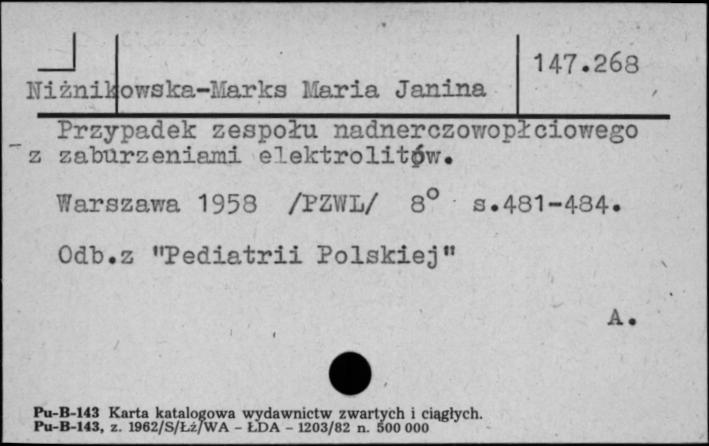 147.268
Niżnikowska-Marks Maria Janina
Przypadek zespołu nadnerczowopłciowego
z zaburzeniami elektrolitów.
Warszawa 1958 /PZWL/ 8° s.481-484.
Odb.z "Pediatrii Polskiej"
A.
Pu-B-143 Karta katalogowa wydawnictw zwartych i ciągłych.
Pu-B-143, z. 1962/S/Łż/WA - ŁDA - 1203/82 n. 500 000